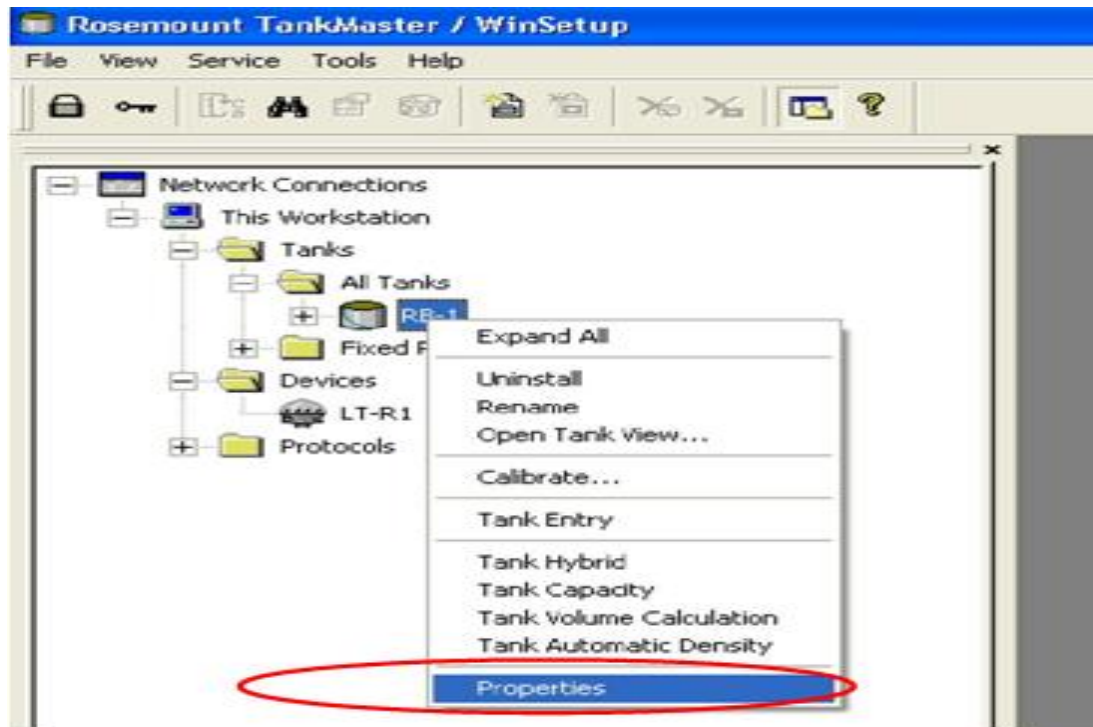 Rosemount TankMaster / WinSetup
File View Service Tools Help
Network Connections
This Workstation
Tanks
All Tanks
RB-1
Expand All
Fixed
Uninstall
Devices
Rename
LT-R1
Open Tank View...
Protocols
Calibrate...
Tank Entry
Tank Hybrid
Tank Capacity
Tank Volume Calculation
Tank Automatic Density
Properties